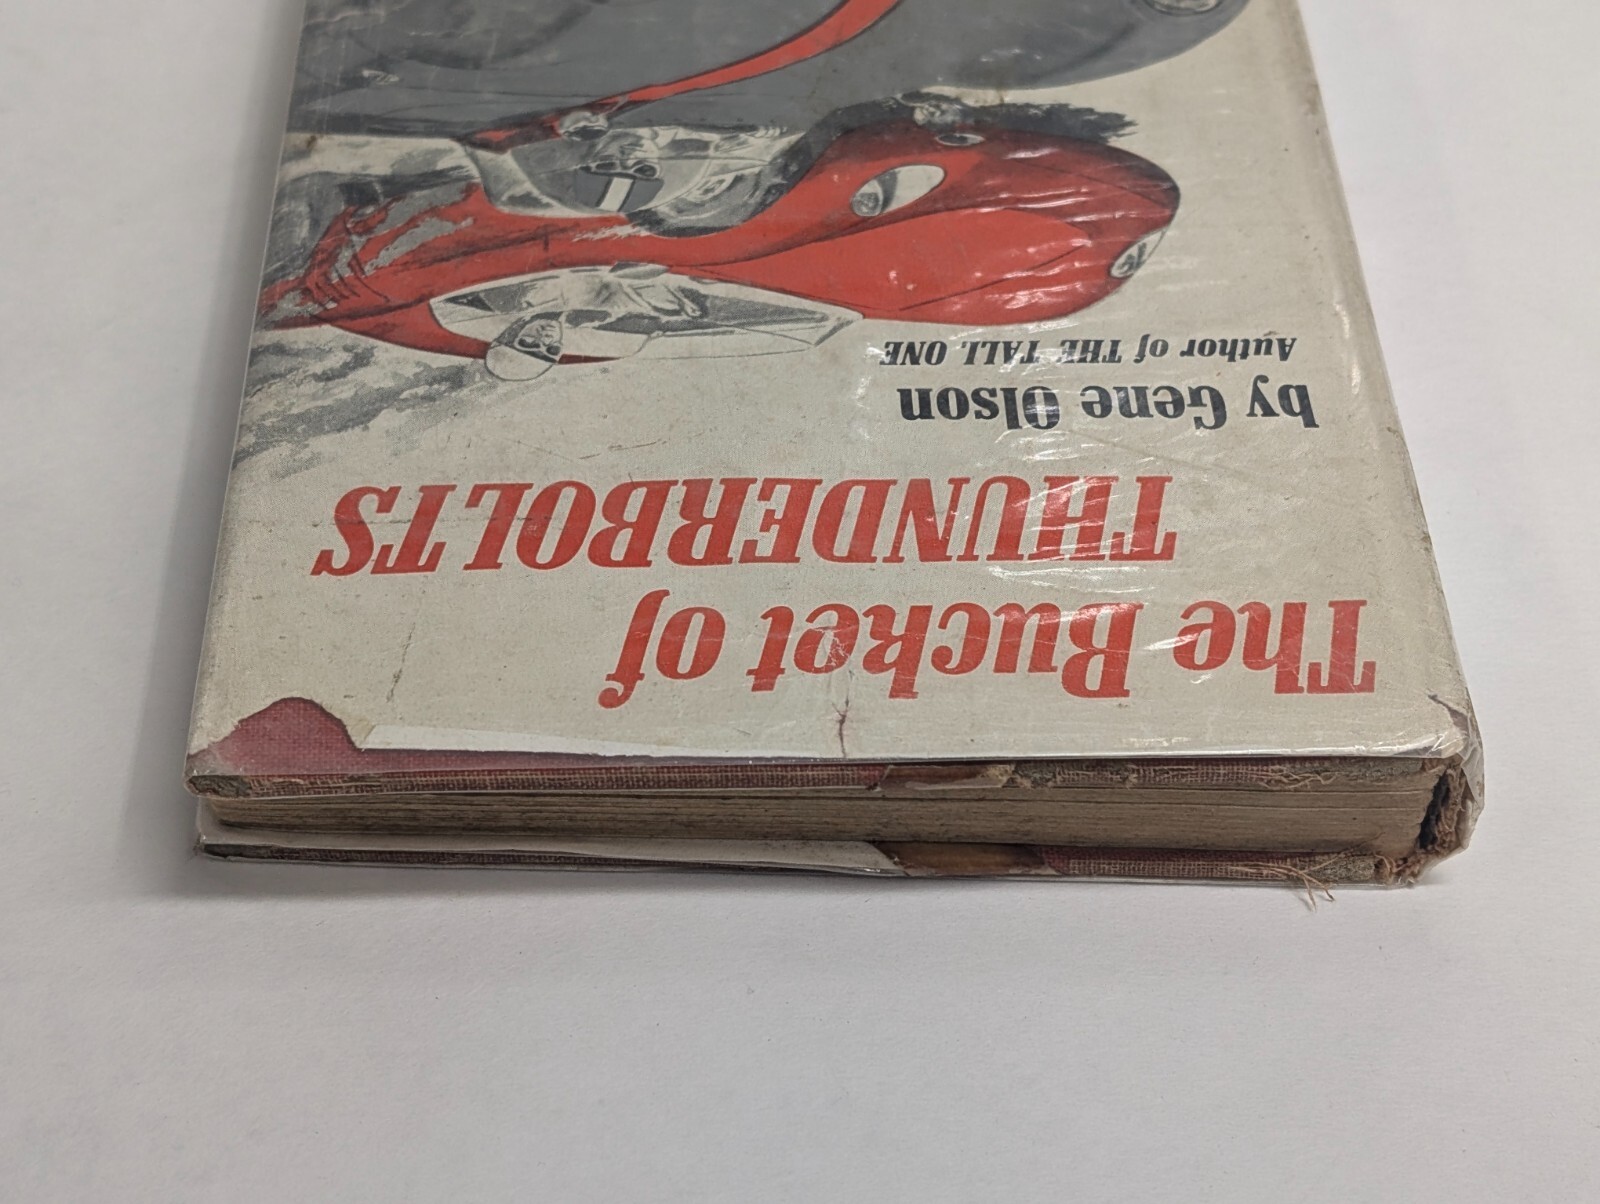 The Bucket of
THUNDERBOLTS
by Gene Olson
Author of THE TALL ONE